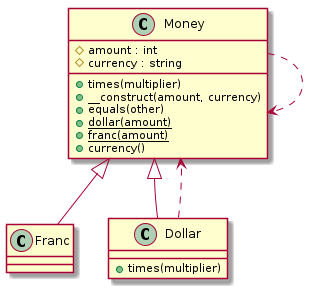 C Money
amount : int
currency : string
times(multiplier)
__construct(amount, currency)
equals(other)
dollar(amount)
franc(amount)
currency()
C Franc
C Dollar
times(multiplier)